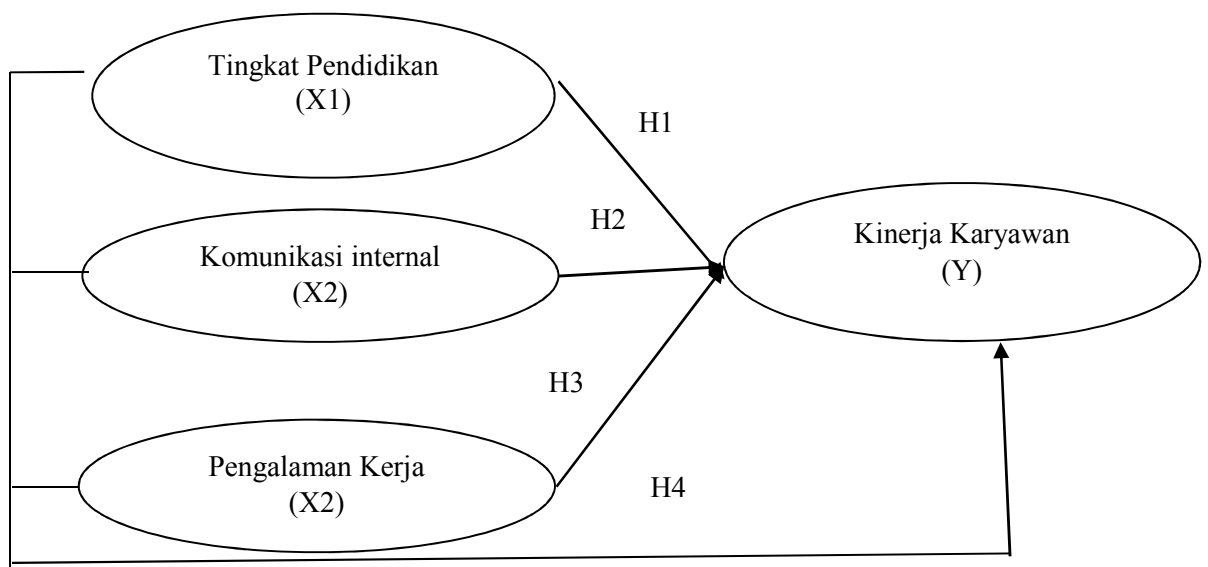 Tingkat Pendidikan
(X1)
H1
H2
Komunikasi internal
(X2)
Kinerja Karyawan
(Y)
H3
Pengalaman Kerja
(X2)
H4